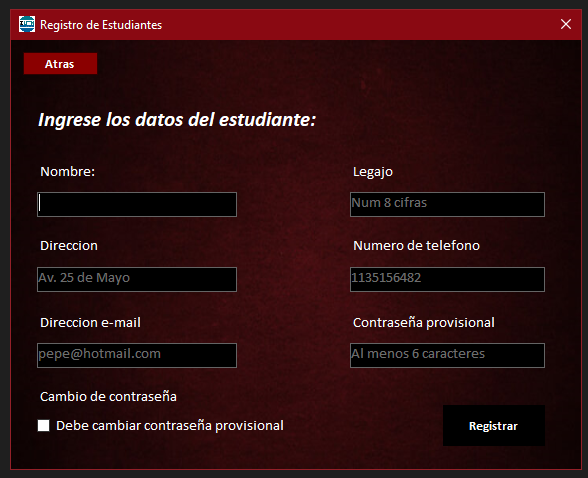 Registro de Estudiantes
Atras
Ingrese los datos del estudiante:
Nombre:
Legajo
Num 8 cifras
Direccion
Numero de telefono
Av. 25 de Mayo
1135156482
Direccion e-mail
Contraseña provisional
pepe@hotmail.com
Al menos 6 caracteres
Cambio de contraseña
Debe cambiar contraseña provisional
Registrar